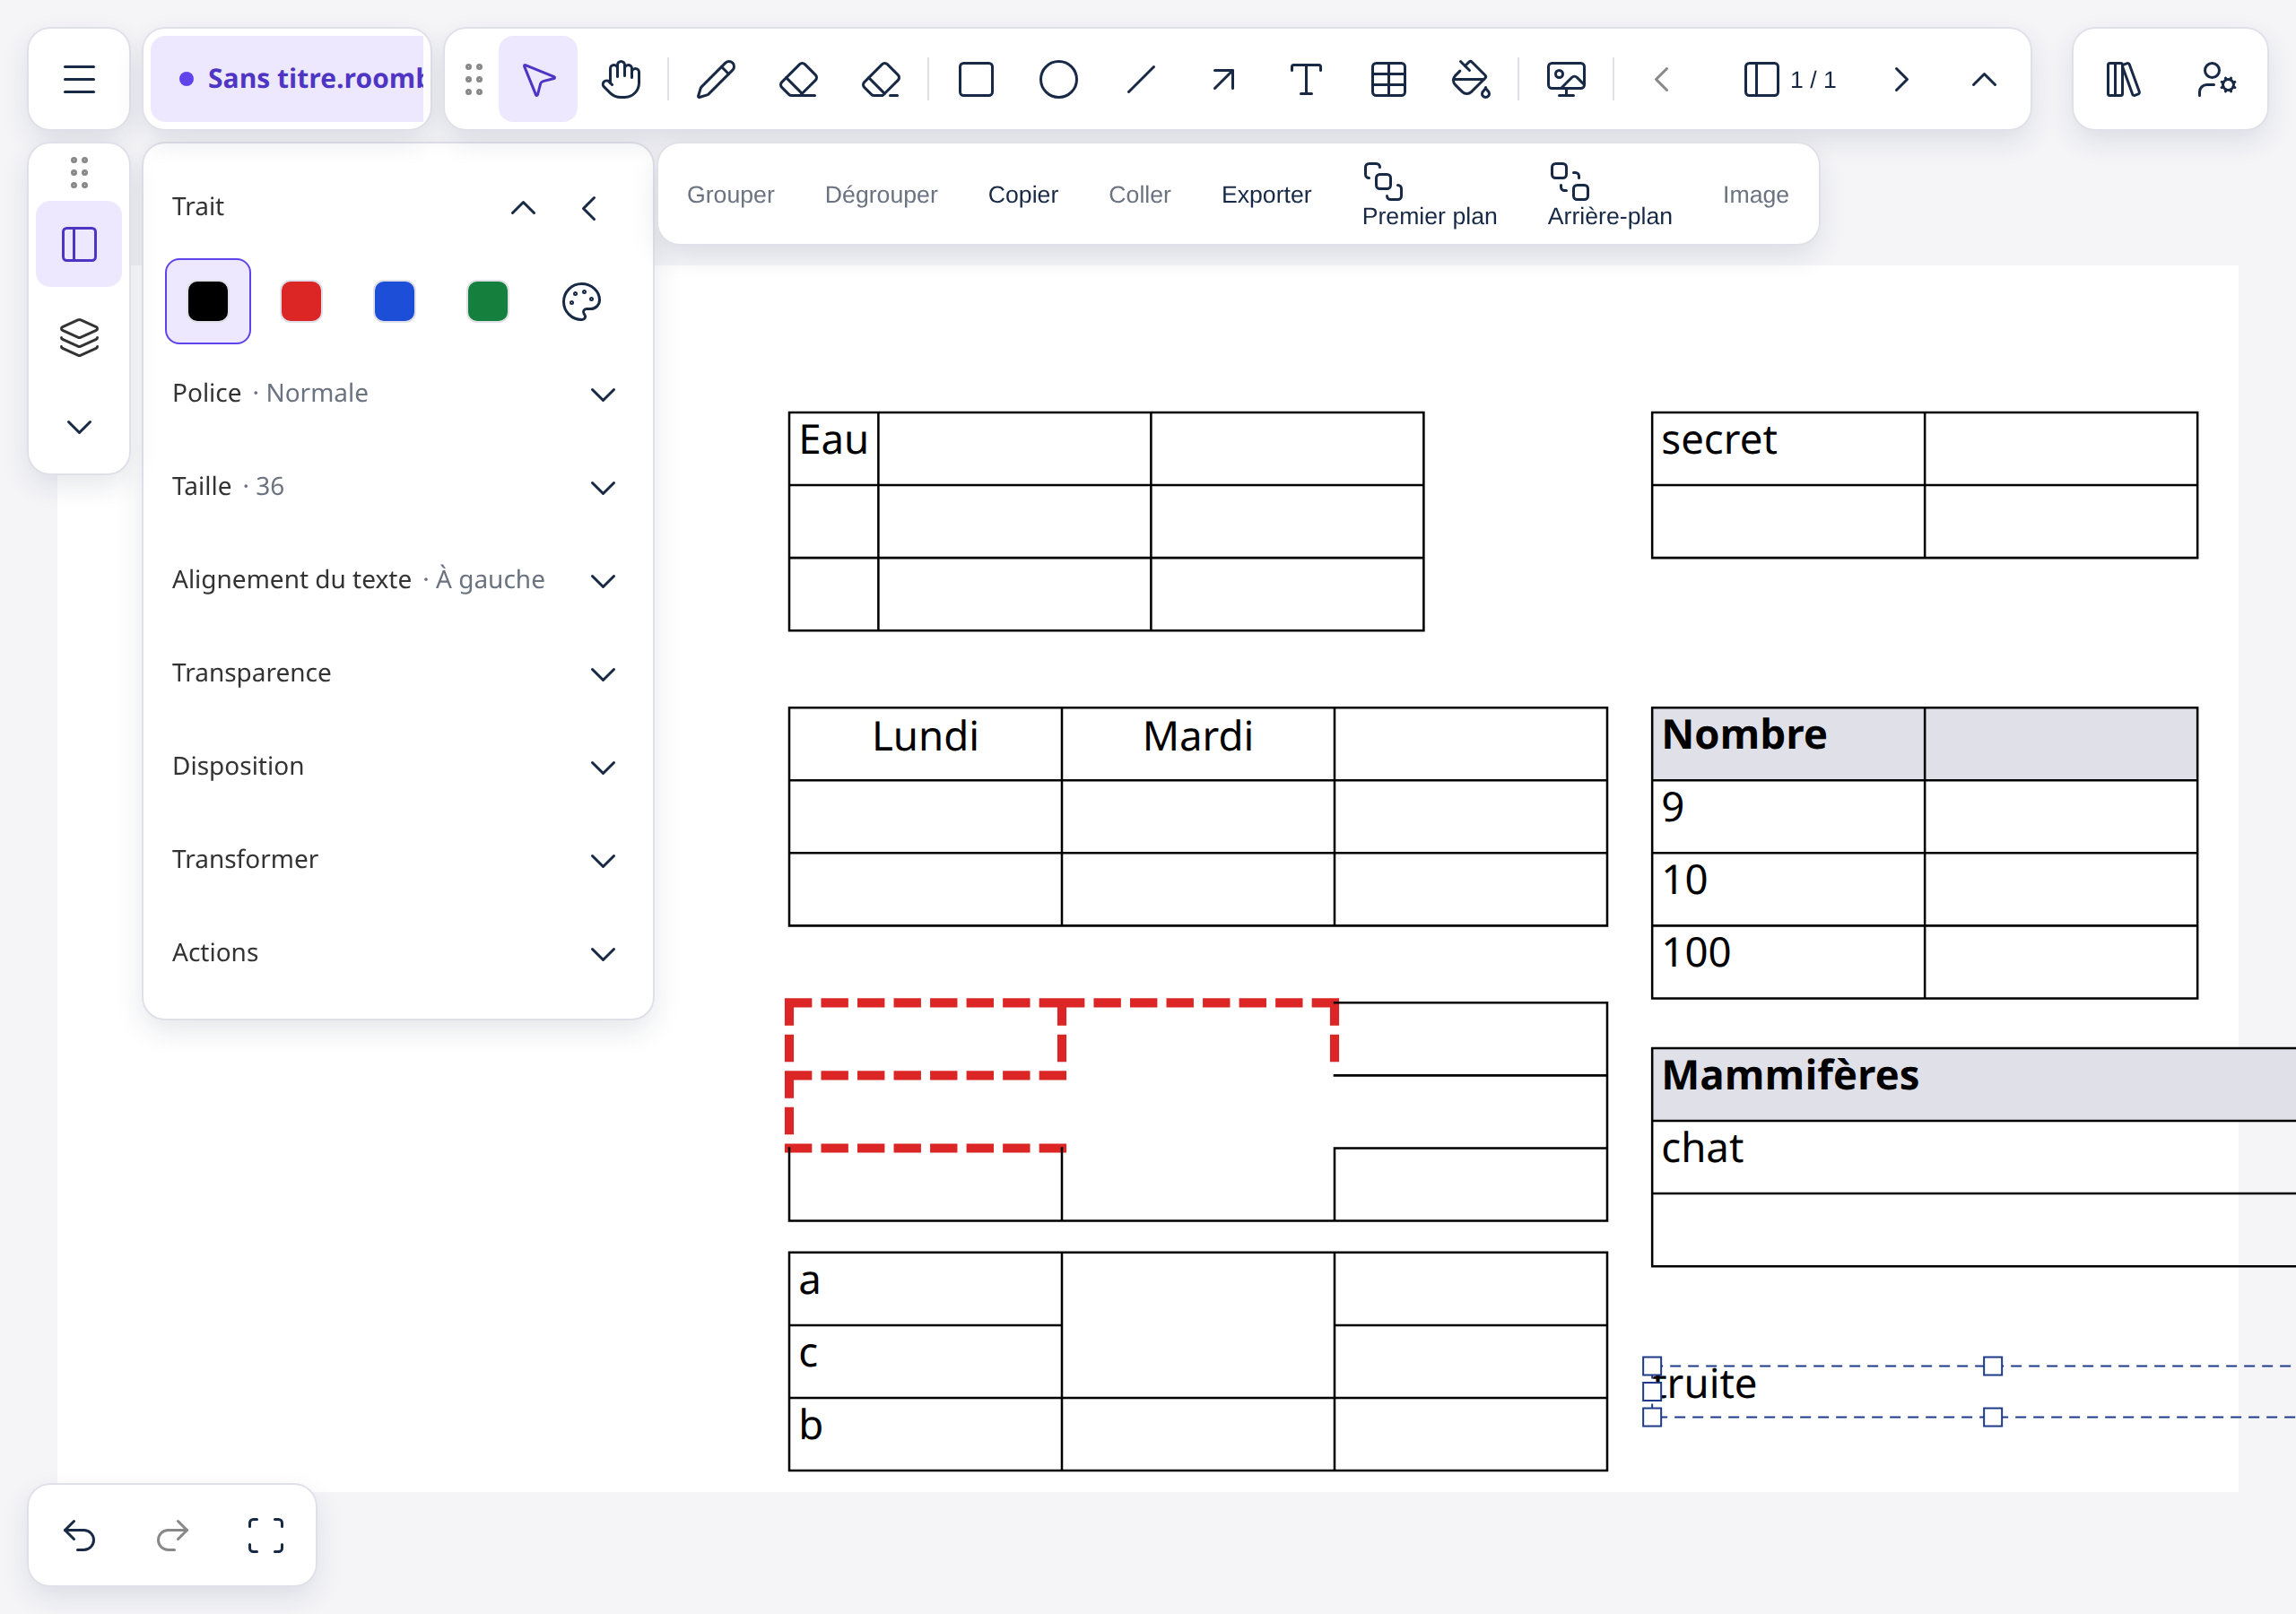 Sans titre.roomb
1 / 1
Grouper
Dégrouper
Copier
Coller
Exporter
Premier plan
Arrière-plan
Image
Trait
Police · Normale
Taille · 36
Alignement du texte · À gauche
Transparence
Disposition
Transformer
Actions
Eau
secret
Lundi Mardi
Nombre
9
10
100
Mammifères
chat
a
c
b
truite